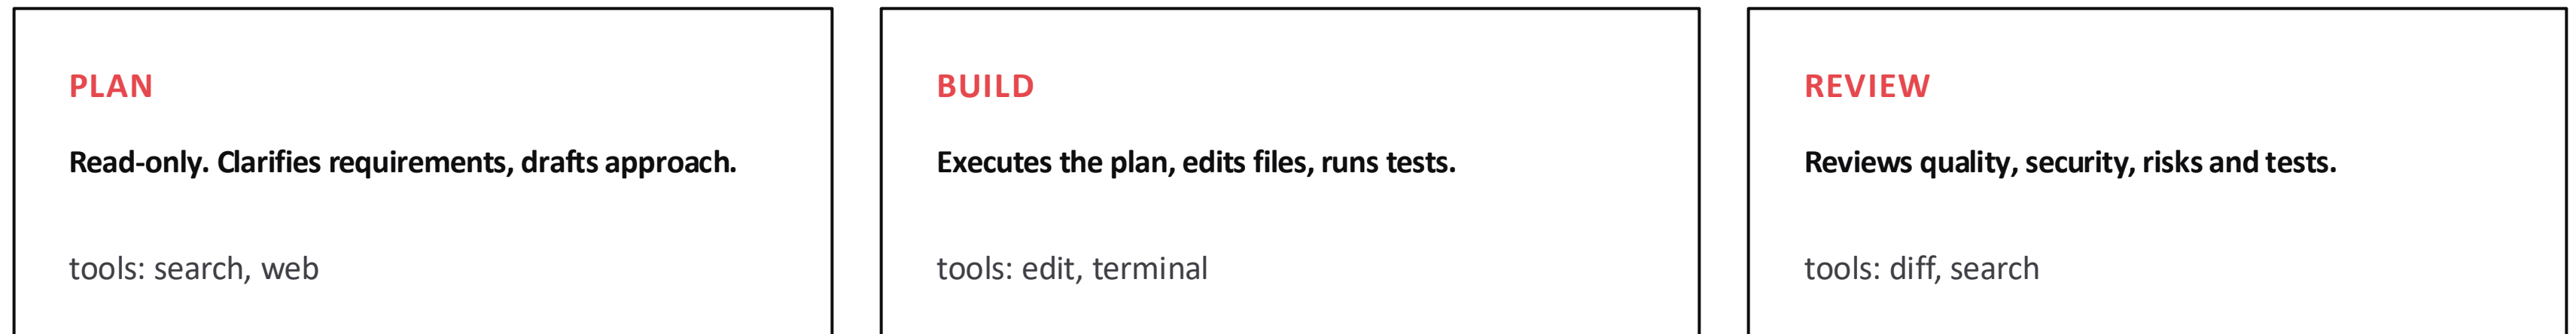 PLAN
Read-only. Clarifies requirements, drafts approach.
tools: search, web
BUILD
Executes the plan, edits files, runs tests.
tools: edit, terminal
REVIEW
Reviews quality, security, risks and tests.
tools: diff, search